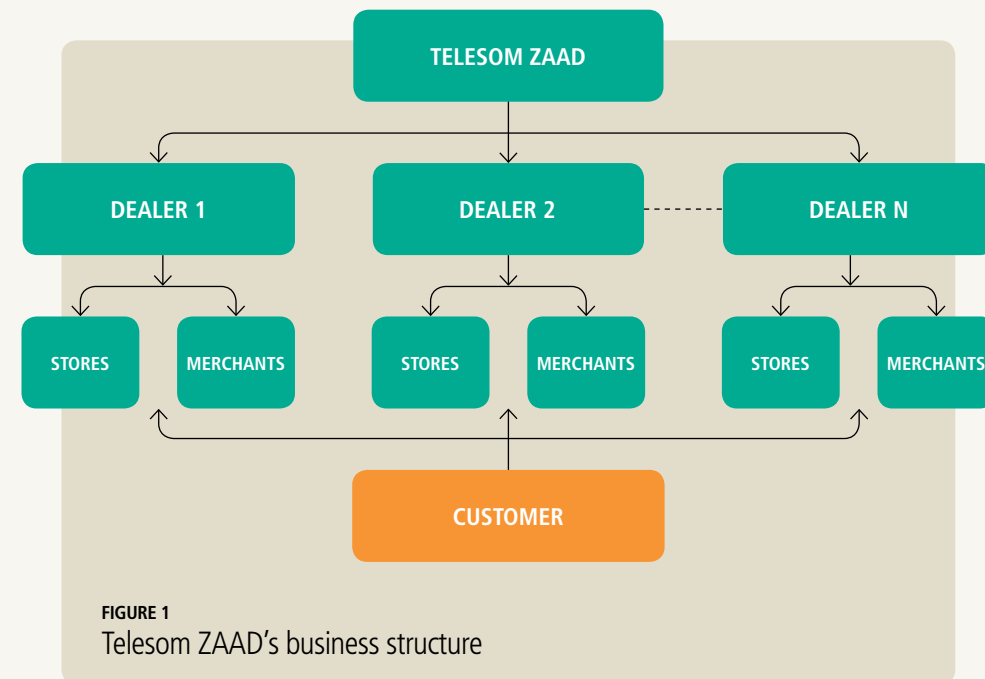 TELESOM ZAAD
DEALER 1
DEALER 2
DEALER N
STORES
MERCHANTS
STORES
MERCHANTS
STORES
MERCHANTS
CUSTOMER
FIGURE 1
Telesom ZAAD's business structure